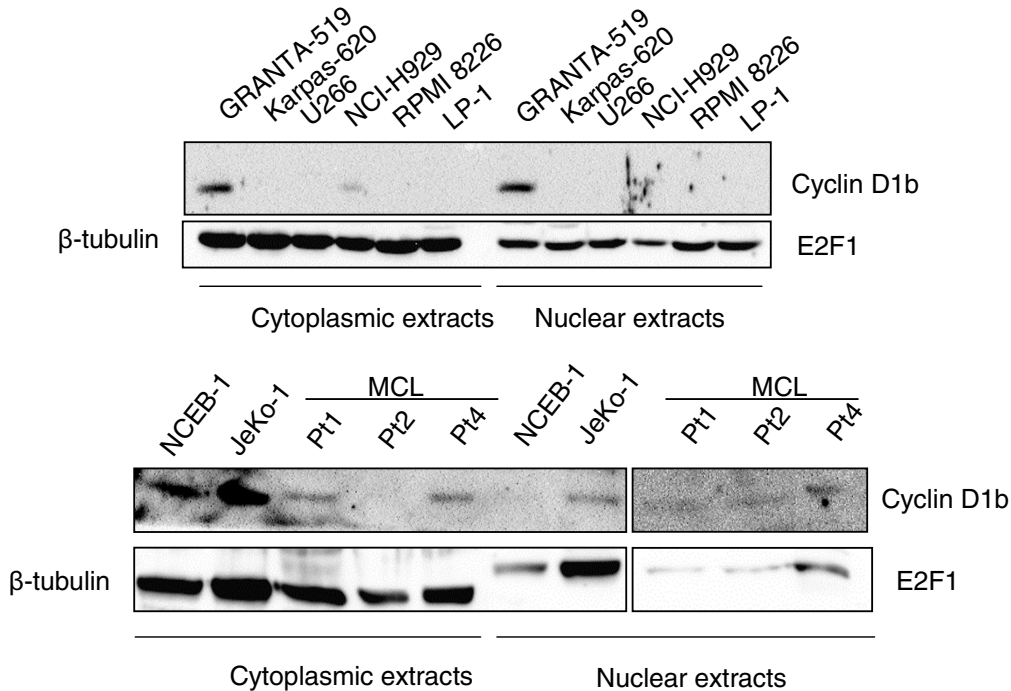 GRANTA-519 Karpas-620 U266 NCI-H929 RPMI 8226 LP-1 GRANTA-519 Karpas-620 U266 NCI-H929 RPMI 8226 LP-1
Cyclin D1b
β-tubulin E2F1
Cytoplasmic extracts Nuclear extracts
MCL MCL
NCEB-1 JeKo-1 Pt1 Pt2 Pt4 NCEB-1 JeKo-1 Pt1 Pt2 Pt4
Cyclin D1b
β-tubulin E2F1
Cytoplasmic extracts Nuclear extracts